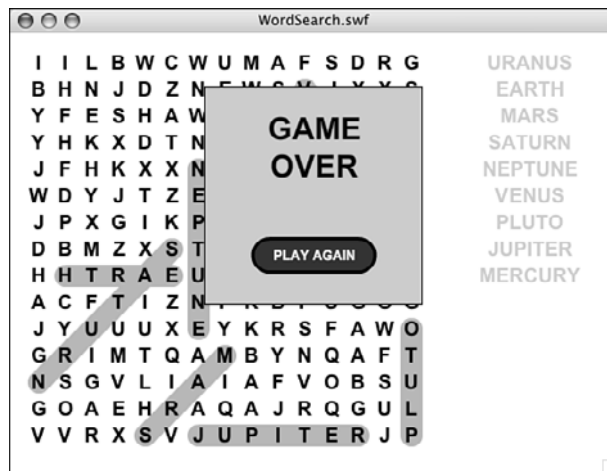 WordSearch.swf
I I L B W C W U M A F S D R G URANUS
B H N J D Z N EARTH
Y F E S H A W MARS
GAME
Y H K X D T N SATURN
OVER
J F H K X X N NEPTUNE
W D Y J T Z E VENUS
J P X G I K P PLUTO
D B M Z X S T JUPITER
PLAY AGAIN
H H T R A E U MERCURY
A C F T I Z N
J Y U U U X E Y K R S F A W O
G R I M T Q A M B Y N Q A F T
N S G V L I A I A F V O B S U
G O A E H R A Q A J R Q G U L
V V R X S V J U P I T E R J P